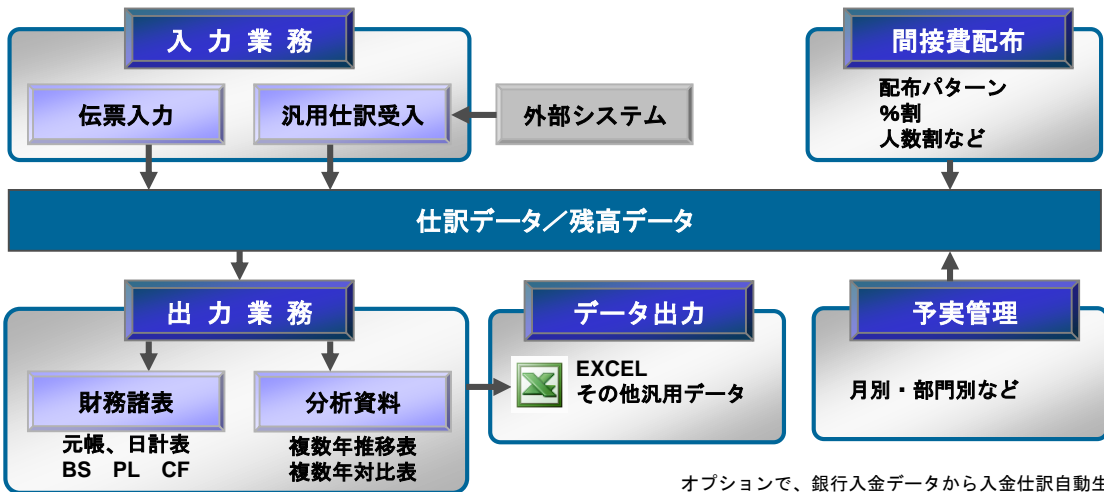 入 力 業 務
伝票入力
汎用仕訳受入
外部システム
間接費配布
配布パターン
%割
人数割など
仕訳データ／残高データ
出 力 業 務
財務諸表
元帳、日計表
BS PL CF
分析資料
複数年推移表
複数年対比表
データ出力
EXCEL
その他汎用データ
予実管理
月別・部門別など
オプションで、銀行入金データから入金仕訳自動生